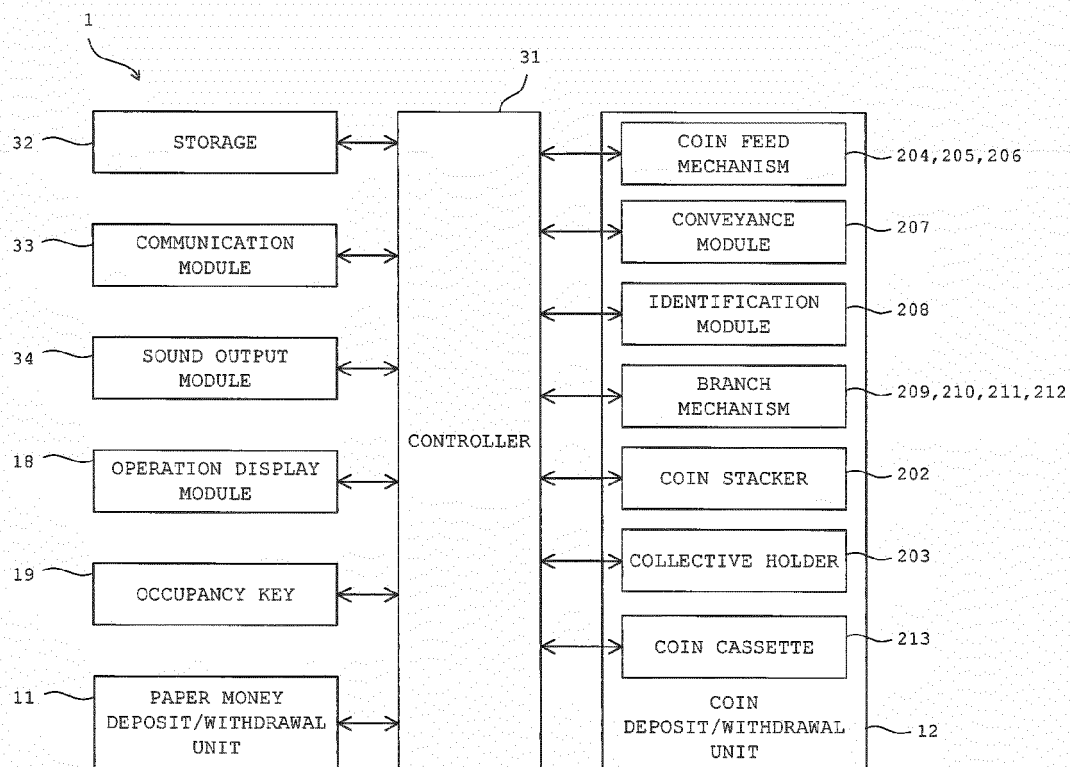 1
31
32
STORAGE
33
COMMUNICATION
MODULE
34
SOUND OUTPUT
MODULE
18
OPERATION DISPLAY
MODULE
19
OCCUPANCY KEY
11
PAPER MONEY
DEPOSIT/WITHDRAWAL
UNIT
CONTROLLER
COIN FEED
MECHANISM
204,205,206
CONVEYANCE
MODULE
207
IDENTIFICATION
MODULE
208
BRANCH
MECHANISM
209,210,211,212
COIN STACKER
202
COLLECTIVE HOLDER
203
COIN CASSETTE
213
COIN
DEPOSIT/WITHDRAWAL
UNIT
12